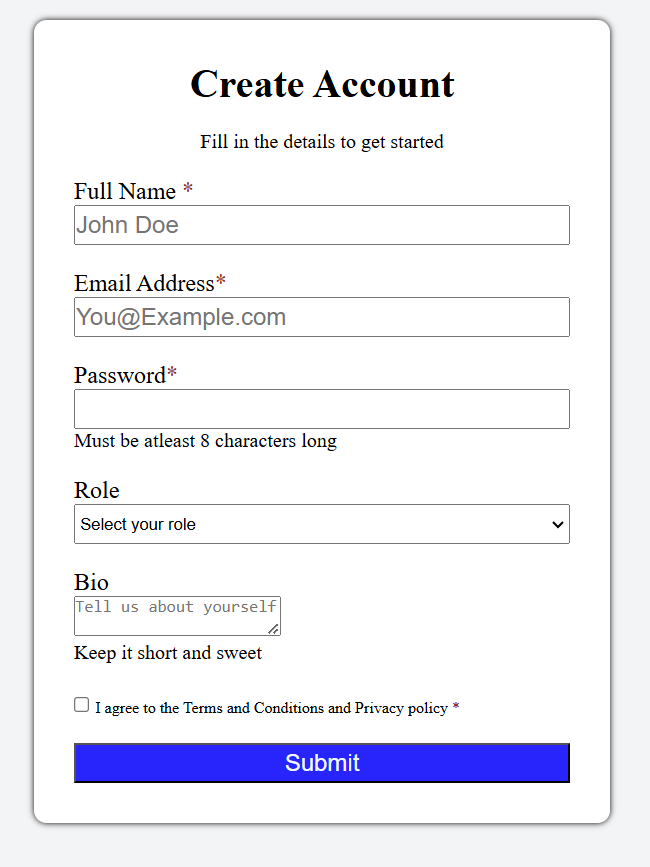 Create Account
Fill in the details to get started
Full Name *
John Doe
Email Address*
You@Example.com
Password*
Must be atleast 8 characters long
Role
Select your role
Bio
Tell us about yourself
Keep it short and sweet
I agree to the Terms and Conditions and Privacy policy *
Submit